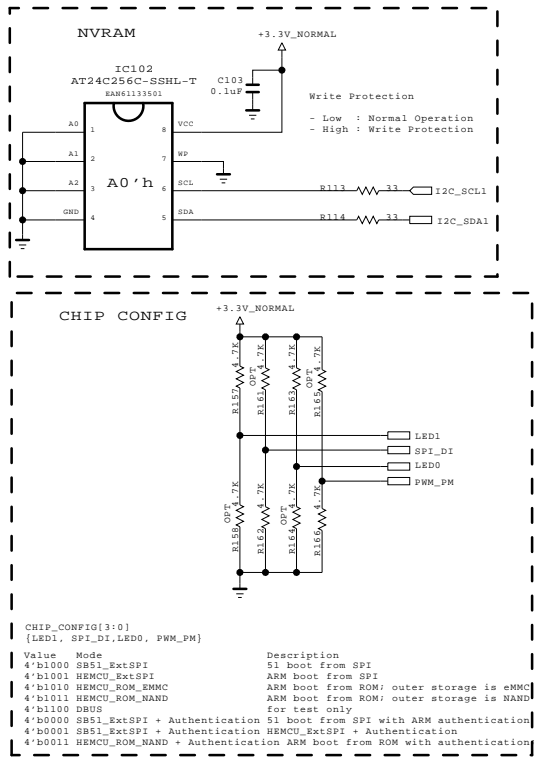 NVRAM
+3.3V_NORMAL
IC102
AT24C256C-SSHL-T
EAN61133501
C103
0.1uF
Write Protection
- Low : Normal Operation
- High : Write Protection
A0 1 8 VCC
A1 2 7 WP
A0'h
A2 3 6 SCL R113 33 I2C_SCL1
GND 4 5 SDA R114 33 I2C_SDA1
CHIP CONFIG
+3.3V_NORMAL
R157 4.7K
OPT
R161 4.7K
R163 4.7K
OPT
R165 4.7K
LED1
SPI_DI
LED0
PWM_PM
OPT
R158 4.7K
R162 4.7K
OPT
R164 4.7K
R166 4.7K
CHIP_CONFIG[3:0]
{LED1, SPI_DI,LED0, PWM_PM}
Value Mode Description
4'b1000 SB51_ExtSPI 51 boot from SPI
4'b1001 HEMCU_ExtSPI ARM boot from SPI
4'b1010 HEMCU_ROM_EMMC ARM boot from ROM; outer storage is eMMC
4'b1011 HEMCU_ROM_NAND ARM boot from ROM; outer storage is NAND
4'b1100 DBUS for test only
4'b0000 SB51_ExtSPI + Authentication 51 boot from SPI with ARM authentication
4'b0001 SB51_ExtSPI + Authentication HEMCU_ExtSPI + Authentication
4'b0011 HEMCU_ROM_NAND + Authentication ARM boot from ROM with authentication